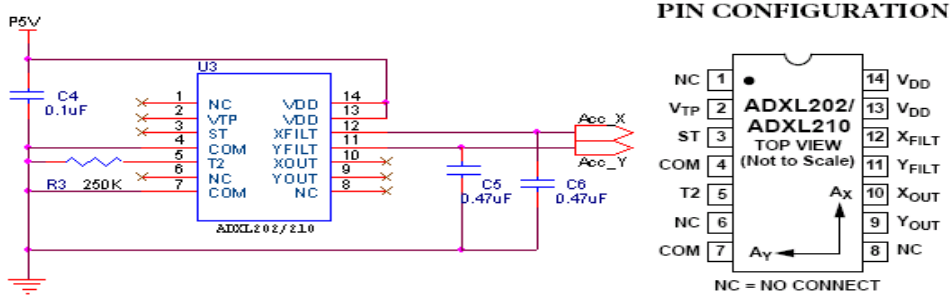 PIN CONFIGURATION
P5V
U3
C4
0.1uF
1 NC VDD 14
2 VTP VDD 13
3 ST XFILT 12
4 COM YFILT 11
5 T2 XOUT 10
6 NC YOUT 9
7 COM NC 8
R3 250K
ADXL202/210
Acc_X
Acc_Y
C5
0.47uF
C6
0.47uF
NC 1 14 VDD
VTP 2 ADXL202/ 13 VDD
ADXL210
ST 3 TOP VIEW 12 XFILT
COM 4 (Not to Scale) 11 YFILT
T2 5 AX 10 XOUT
NC 6 9 YOUT
COM 7 AY 8 NC
NC = NO CONNECT